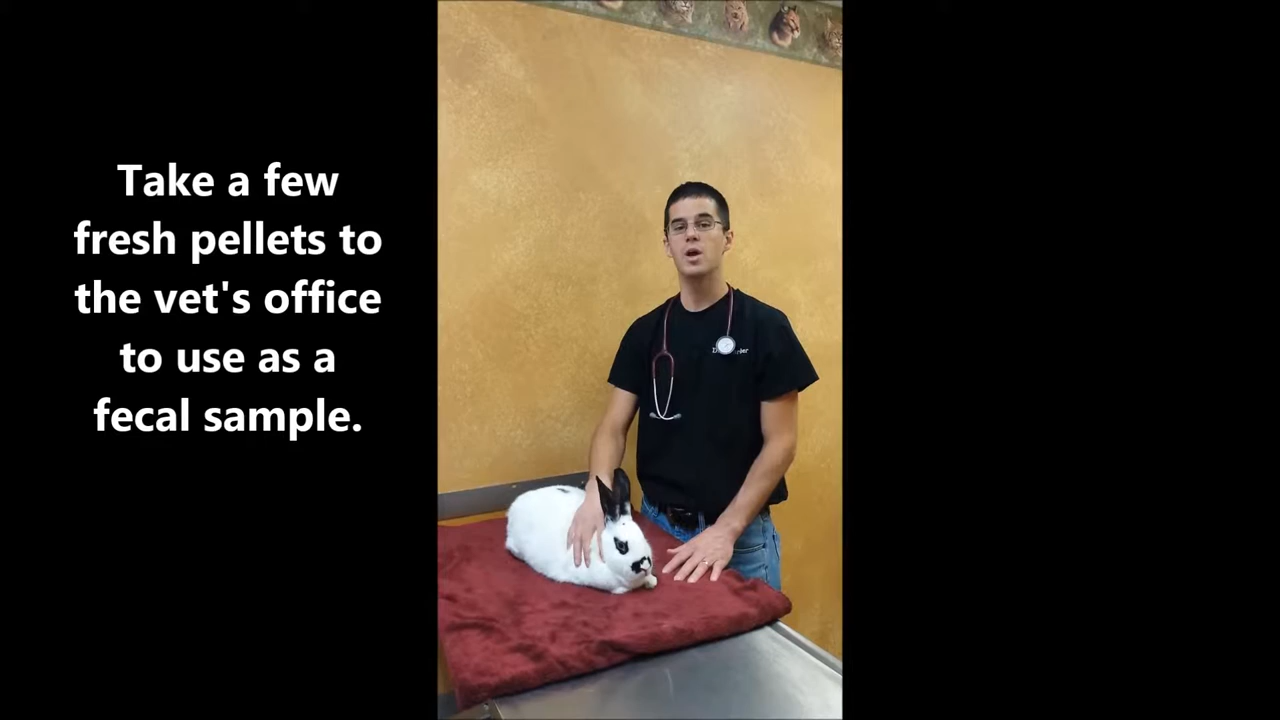 Take a few
fresh pellets to
the vet's office
to use as a
fecal sample.